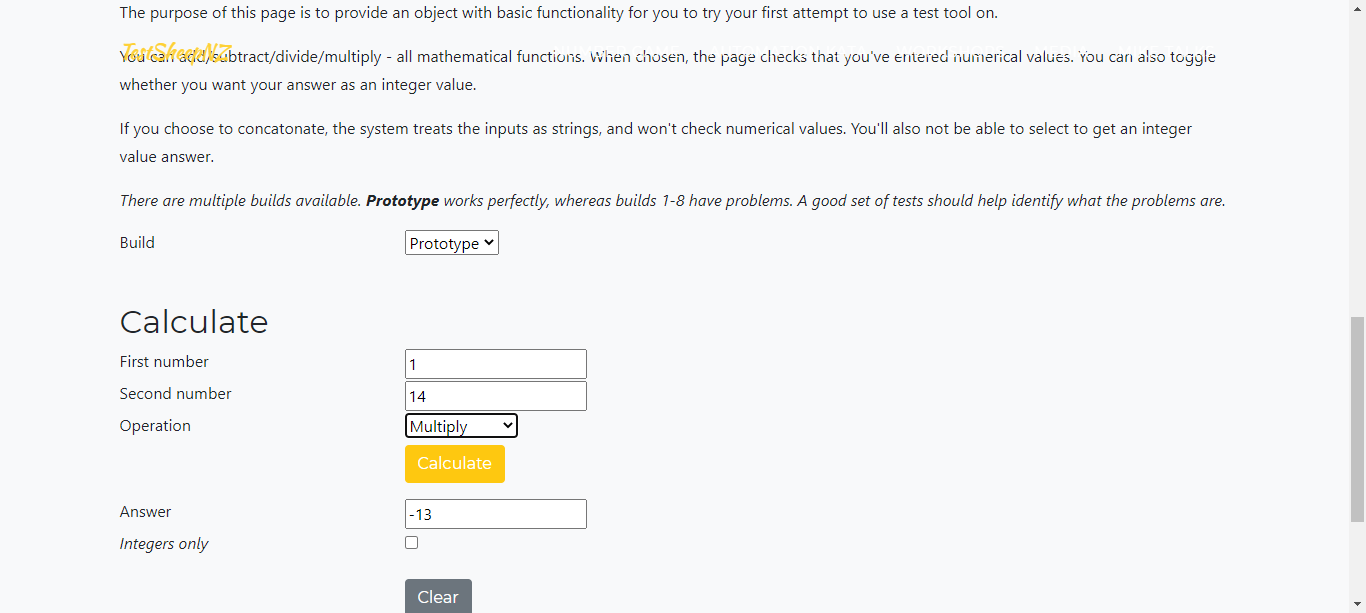 The purpose of this page is to provide an object with basic functionality for you to try your first attempt to use a test tool on.
TestSheepNZ
You can add/subtract/divide/multiply - all mathematical functions. When chosen, the page checks that you've entered numerical values. You can also toggle
whether you want your answer as an integer value.
If you choose to concatonate, the system treats the inputs as strings, and won't check numerical values. You'll also not be able to select to get an integer
value answer.
There are multiple builds available. Prototype works perfectly, whereas builds 1-8 have problems. A good set of tests should help identify what the problems are.
Build Prototype
Calculate
First number 1
Second number 14
Operation Multiply
Calculate
Answer -13
Integers only
Clear